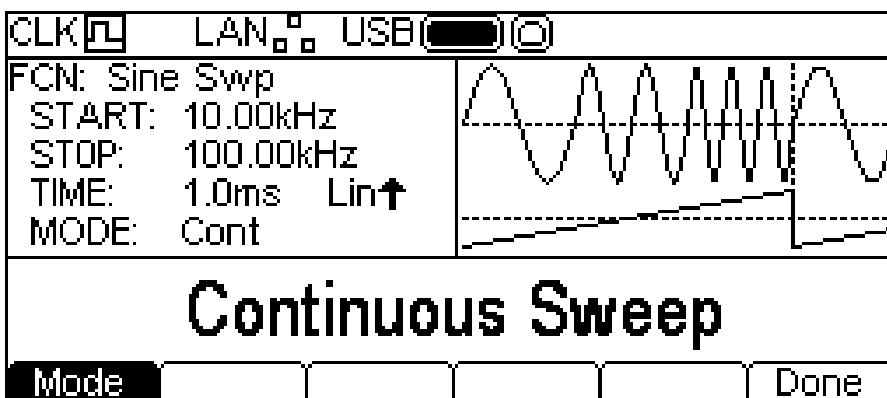 CLK LAN USB
FCN: Sine Swp
START: 10.00kHz
STOP: 100.00kHz
TIME: 1.0ms Lin↑
MODE: Cont
Continuous Sweep
Mode Done